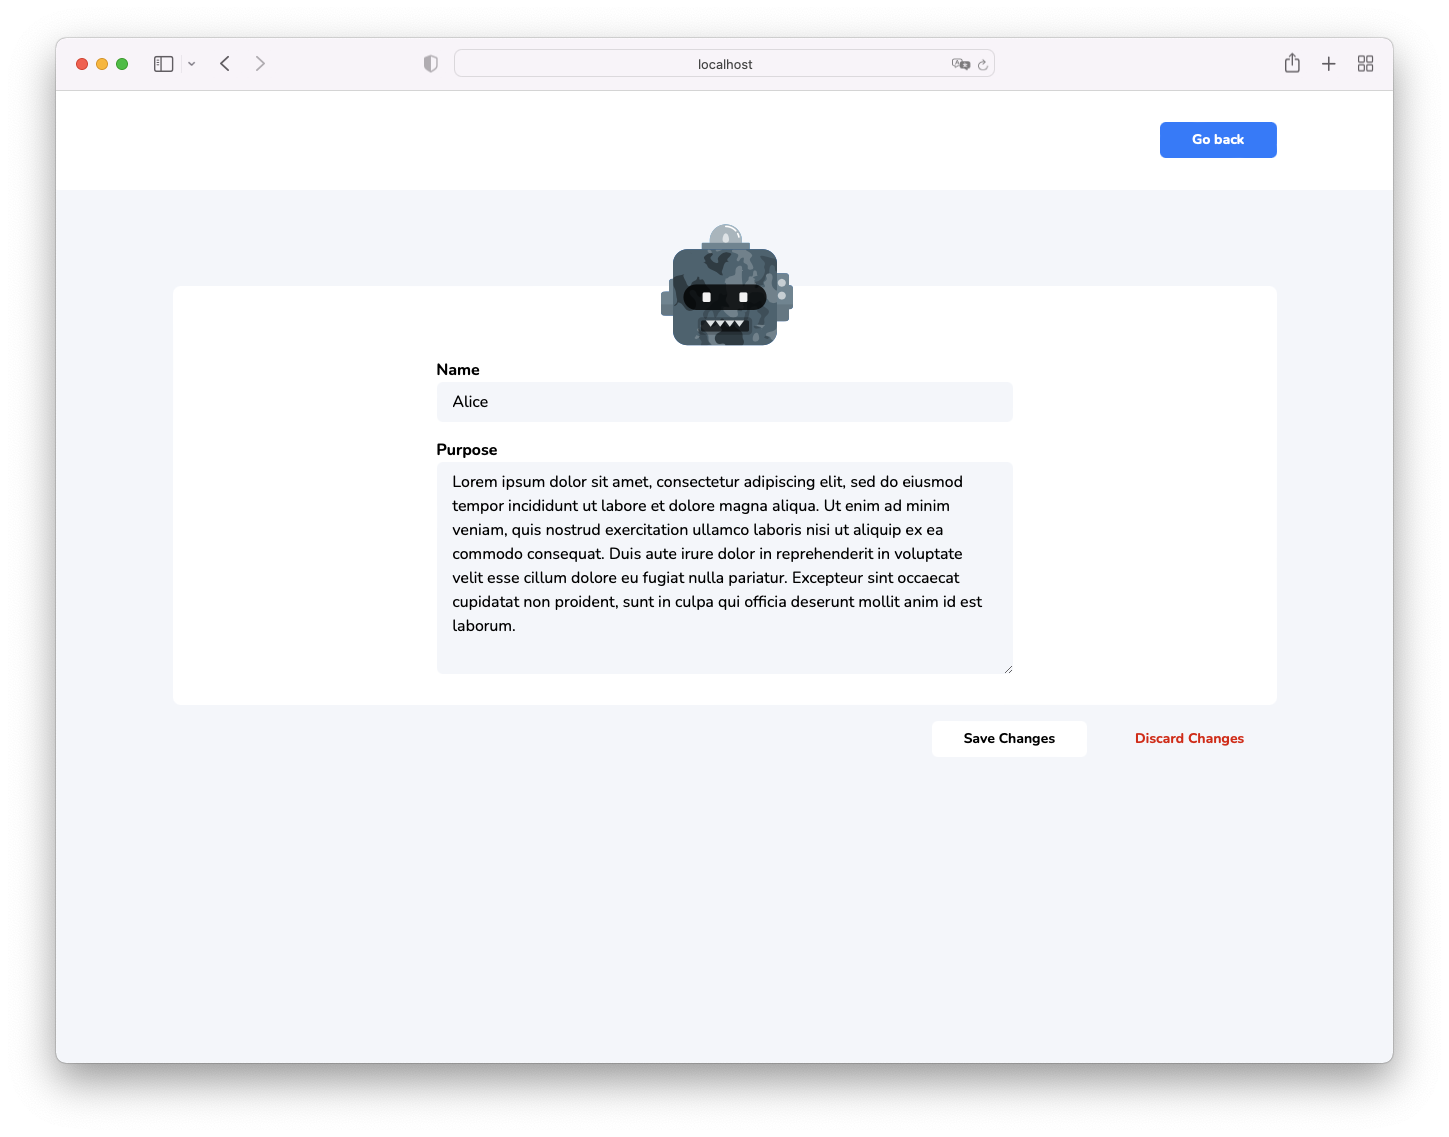 localhost
Go back
Name
Alice
Purpose
Lorem ipsum dolor sit amet, consectetur adipiscing elit, sed do eiusmod
tempor incididunt ut labore et dolore magna aliqua. Ut enim ad minim
veniam, quis nostrud exercitation ullamco laboris nisi ut aliquip ex ea
commodo consequat. Duis aute irure dolor in reprehenderit in voluptate
velit esse cillum dolore eu fugiat nulla pariatur. Excepteur sint occaecat
cupidatat non proident, sunt in culpa qui officia deserunt mollit anim id est
laborum.
Save Changes
Discard Changes